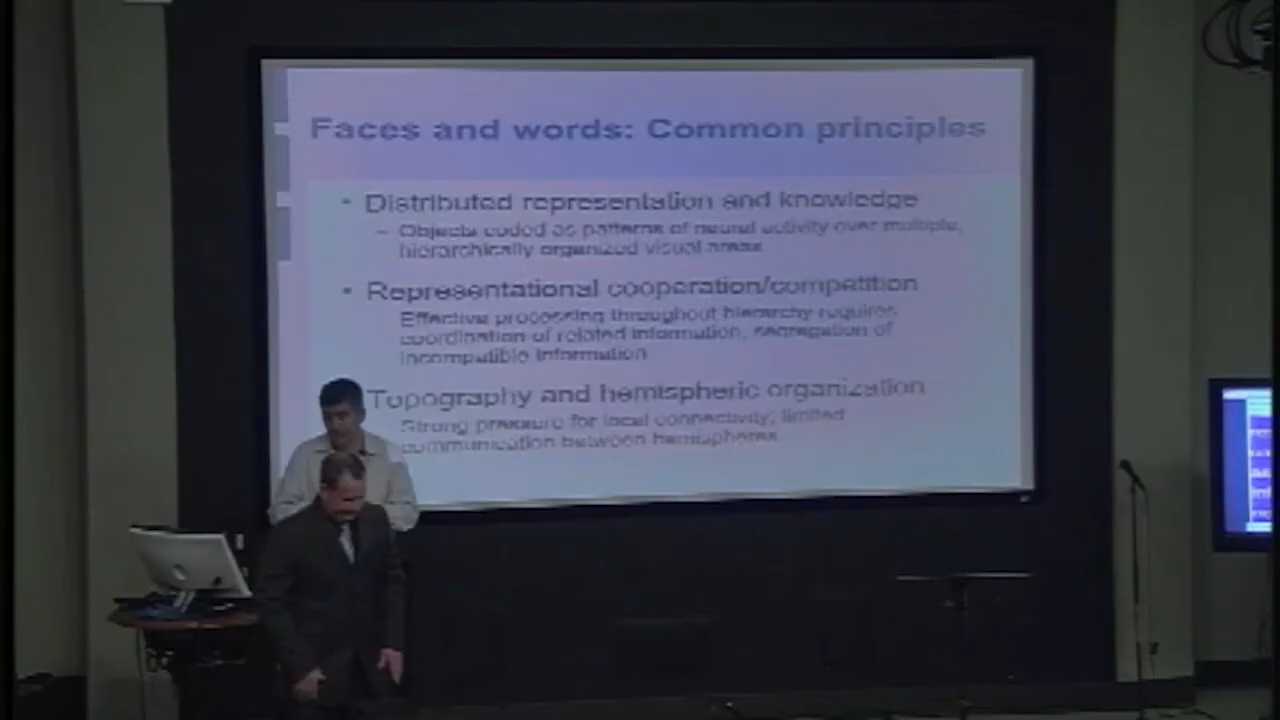 Faces and words: Common principles
• Distributed representation and knowledge
– Objects coded as patterns of neural activity over multiple,
hierarchically organized visual areas
• Representational cooperation/competition
Effective processing throughout hierarchy requires
coordination of related information, segregation of
incompatible information
Topography and hemispheric organization
Strong pressure for local connectivity; limited
communication between hemispheres